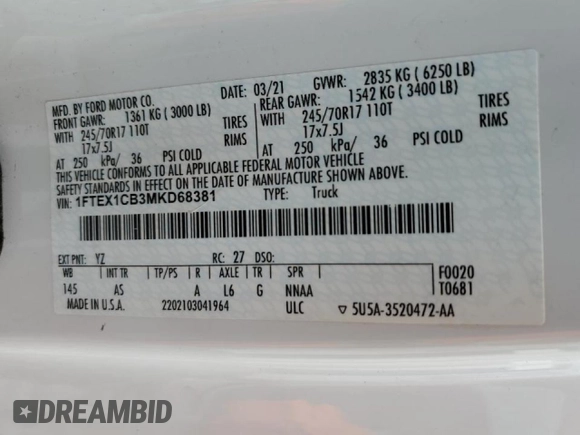 MFD. BY FORD MOTOR CO.
DATE: 03/21 GVWR: 2835 KG ( 6250 LB)
FRONT GAWR: 1361 KG ( 3000 LB) REAR GAWR: 1542 KG ( 3400 LB)
WITH 245/70R17 110T TIRES WITH 245/70R17 110T TIRES
17x7.5J RIMS 17x7.5J RIMS
AT 250 kPa/ 36 PSI COLD AT 250 kPa/ 36 PSI COLD
THIS VEHICLE CONFORMS TO ALL APPLICABLE FEDERAL MOTOR VEHICLE
SAFETY STANDARDS IN EFFECT ON THE DATE OF MANUFACTURE SHOWN ABOVE.
VIN: 1FTEX1CB3MKD68381 TYPE: Truck
EXT PNT: YZ RC: 27 DSO:
WB INT TR TP/PS R AXLE TR SPR F0020
145 AS A L6 G NNAA T0681
MADE IN U.S.A. 2202103041964 ULC ▽ 5U5A-3520472-AA
DREAMBID